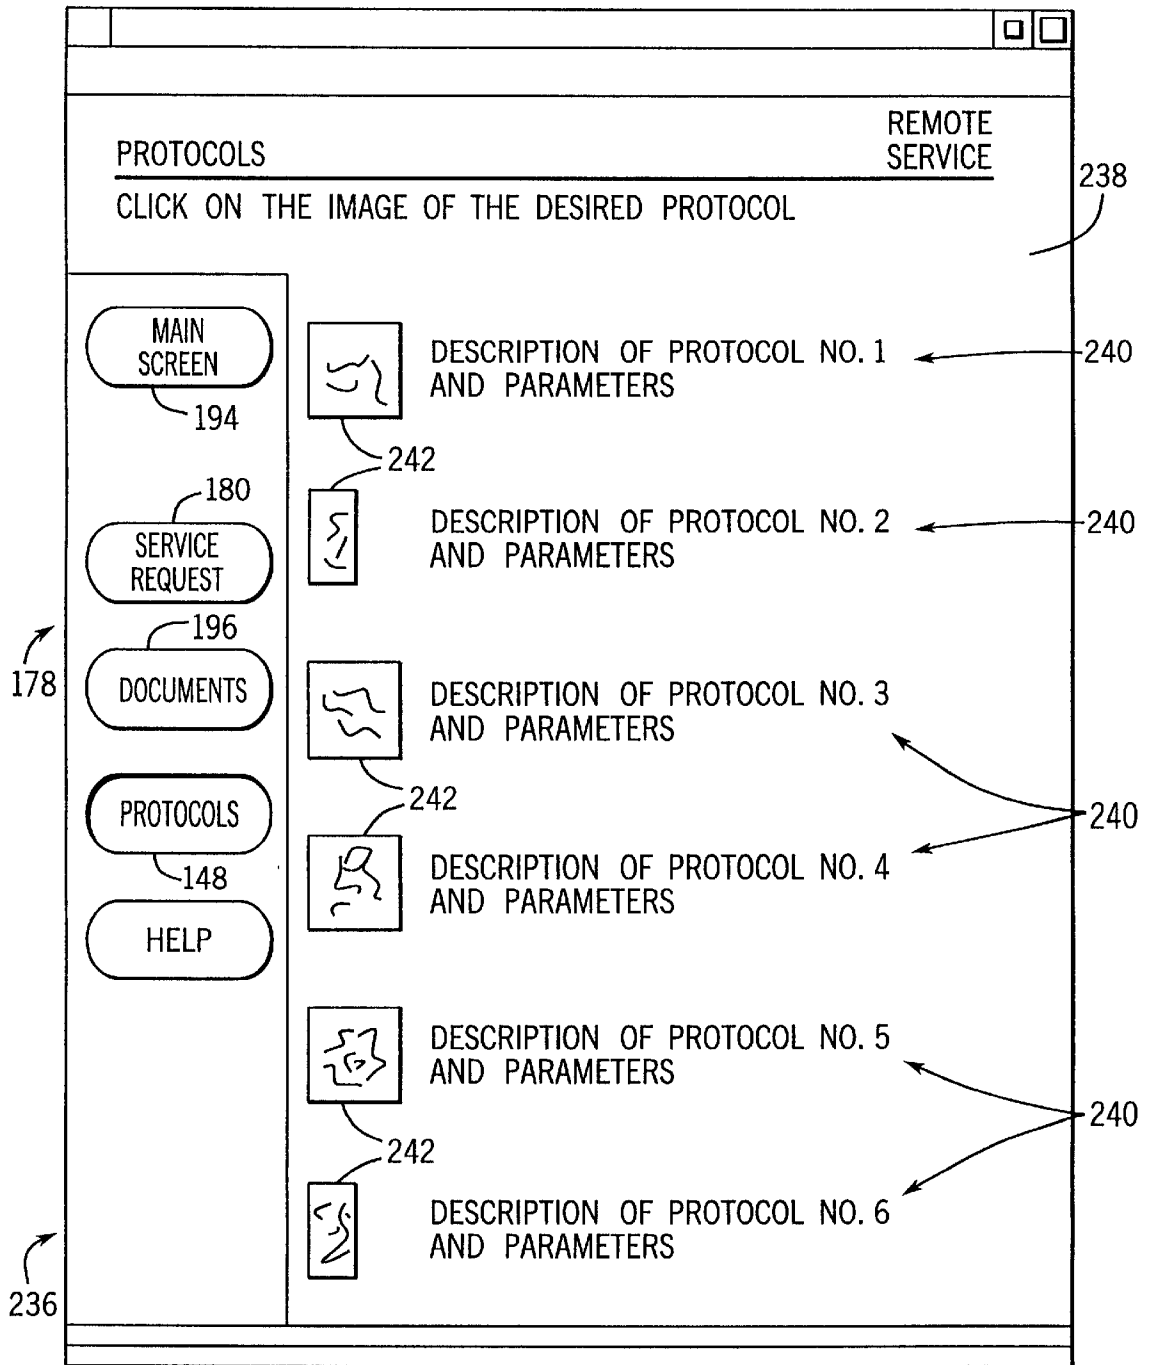 REMOTE
SERVICE
PROTOCOLS
CLICK ON THE IMAGE OF THE DESIRED PROTOCOL
238
MAIN
SCREEN
194
180
SERVICE
REQUEST
196
178
DOCUMENTS
PROTOCOLS
148
HELP
236
DESCRIPTION OF PROTOCOL NO. 1
AND PARAMETERS
240
242
DESCRIPTION OF PROTOCOL NO. 2
AND PARAMETERS
240
DESCRIPTION OF PROTOCOL NO. 3
AND PARAMETERS
242
240
DESCRIPTION OF PROTOCOL NO. 4
AND PARAMETERS
DESCRIPTION OF PROTOCOL NO. 5
AND PARAMETERS
240
242
DESCRIPTION OF PROTOCOL NO. 6
AND PARAMETERS